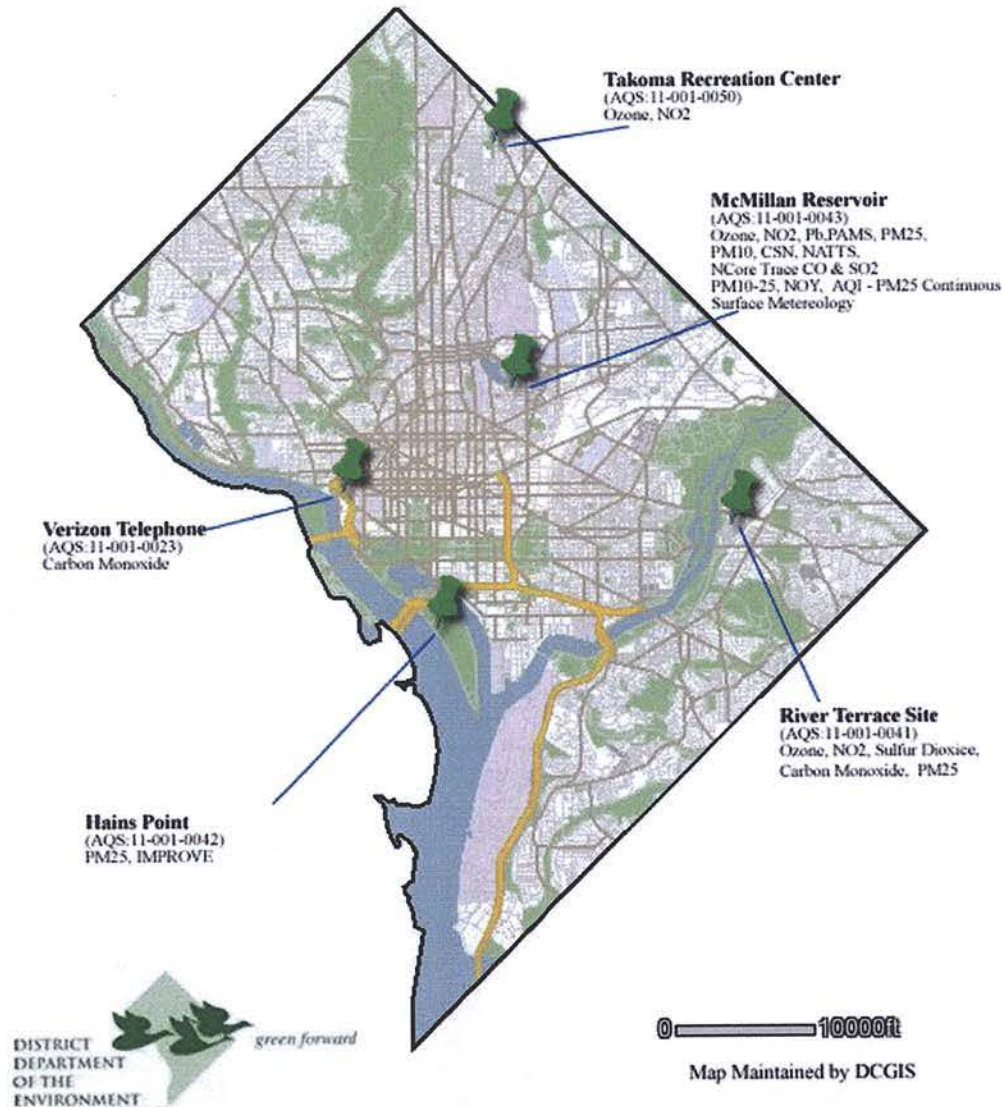 Takoma Recreation Center
(AQS:11-001-0050)
Ozone, NO2
McMillan Reservoir
(AQS:11-001-0043)
Ozone, NO2, Pb.PAMS, PM25,
PM10, CSN, NATTS,
NCore Trace CO & SO2
PM10-25, NOY, AQI - PM25 Continuous
Surface Metereology
Verizon Telephone
(AQS:11-001-0023)
Carbon Monoxide
River Terrace Site
(AQS:11-001-0041)
Ozone, NO2, Sulfur Dioxice,
Carbon Monoxide, PM25
Hains Point
(AQS:11-001-0042)
PM25, IMPROVE
green forward
DISTRICT
DEPARTMENT
OF THE
ENVIRONMENT
0 10000ft
Map Maintained by DCGIS